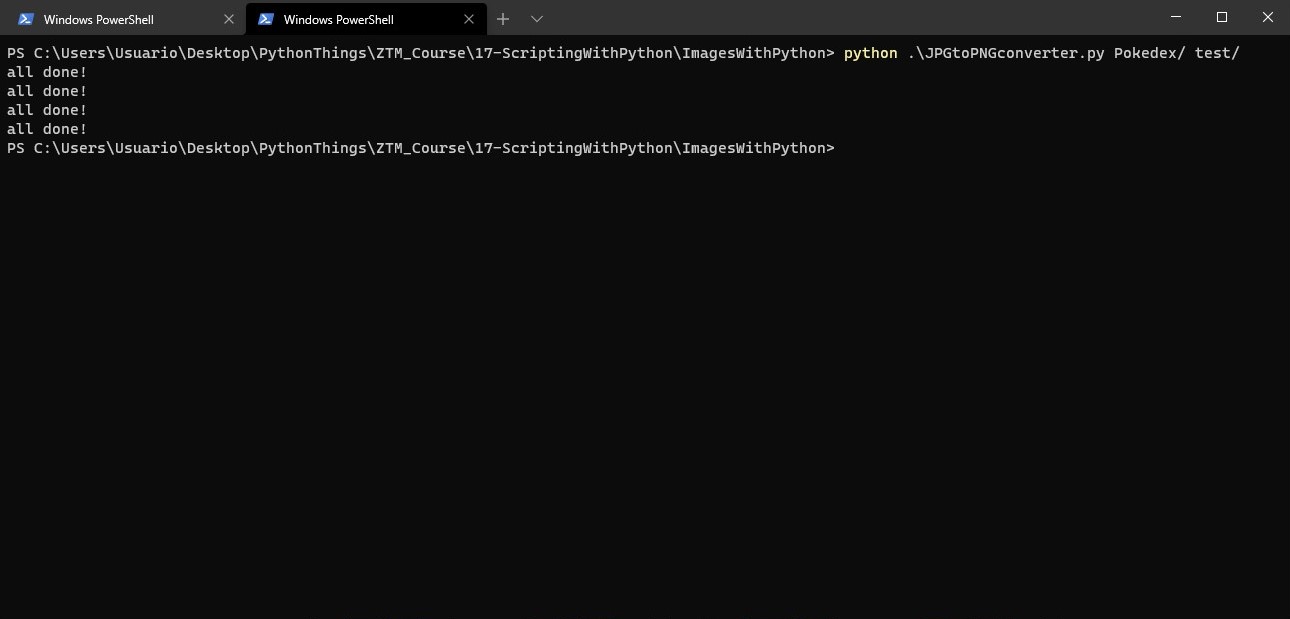 Windows PowerShell
Windows PowerShell
PS C:\Users\Usuario\Desktop\PythonThings\ZTM_Course\17-ScriptingWithPython\ImagesWithPython> python .\JPGtoPNGconverter.py Pokedex/ test/
all done!
all done!
all done!
all done!
PS C:\Users\Usuario\Desktop\PythonThings\ZTM_Course\17-ScriptingWithPython\ImagesWithPython>